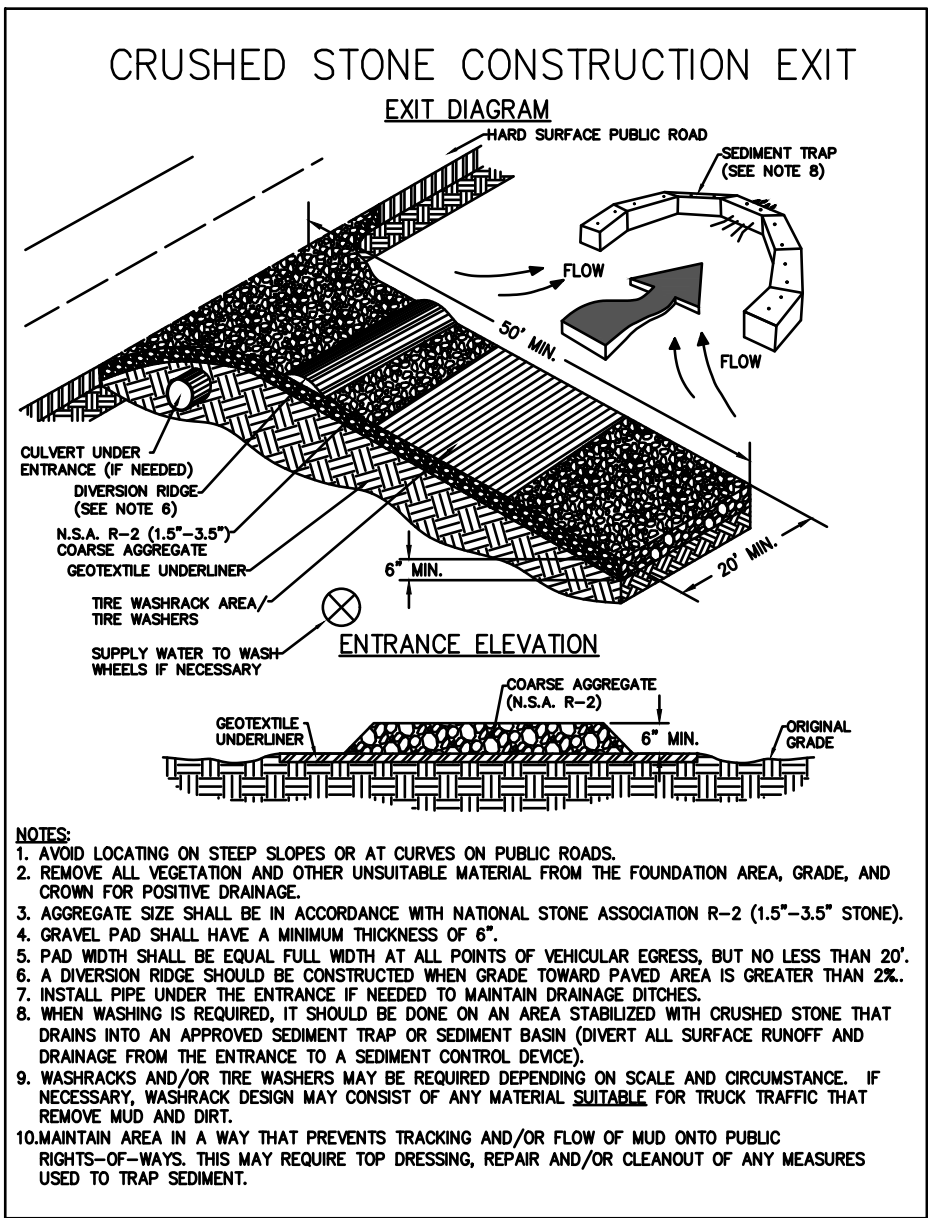 CRUSHED STONE CONSTRUCTION EXIT
EXIT DIAGRAM
HARD SURFACE PUBLIC ROAD
SEDIMENT TRAP
(SEE NOTE 8)
FLOW
50' MIN.
FLOW
CULVERT UNDER
ENTRANCE (IF NEEDED)
DIVERSION RIDGE
(SEE NOTE 6)
N.S.A. R-2 (1.5"-3.5")
COARSE AGGREGATE
GEOTEXTILE UNDERLINER
6" MIN.
20' MIN.
TIRE WASHRACK AREA/
TIRE WASHERS
SUPPLY WATER TO WASH
WHEELS IF NECESSARY
ENTRANCE ELEVATION
COARSE AGGREGATE
(N.S.A. R-2)
GEOTEXTILE
UNDERLINER
6" MIN.
ORIGINAL
GRADE
NOTES:
1. AVOID LOCATING ON STEEP SLOPES OR AT CURVES ON PUBLIC ROADS.
2. REMOVE ALL VEGETATION AND OTHER UNSUITABLE MATERIAL FROM THE FOUNDATION AREA, GRADE, AND
CROWN FOR POSITIVE DRAINAGE.
3. AGGREGATE SIZE SHALL BE IN ACCORDANCE WITH NATIONAL STONE ASSOCIATION R-2 (1.5"-3.5" STONE).
4. GRAVEL PAD SHALL HAVE A MINIMUM THICKNESS OF 6".
5. PAD WIDTH SHALL BE EQUAL FULL WIDTH AT ALL POINTS OF VEHICULAR EGRESS, BUT NO LESS THAN 20'.
6. A DIVERSION RIDGE SHOULD BE CONSTRUCTED WHEN GRADE TOWARD PAVED AREA IS GREATER THAN 2%..
7. INSTALL PIPE UNDER THE ENTRANCE IF NEEDED TO MAINTAIN DRAINAGE DITCHES.
8. WHEN WASHING IS REQUIRED, IT SHOULD BE DONE ON AN AREA STABILIZED WITH CRUSHED STONE THAT
DRAINS INTO AN APPROVED SEDIMENT TRAP OR SEDIMENT BASIN (DIVERT ALL SURFACE RUNOFF AND
DRAINAGE FROM THE ENTRANCE TO A SEDIMENT CONTROL DEVICE).
9. WASHRACKS AND/OR TIRE WASHERS MAY BE REQUIRED DEPENDING ON SCALE AND CIRCUMSTANCE. IF
NECESSARY, WASHRACK DESIGN MAY CONSIST OF ANY MATERIAL SUITABLE FOR TRUCK TRAFFIC THAT
REMOVE MUD AND DIRT.
10.MAINTAIN AREA IN A WAY THAT PREVENTS TRACKING AND/OR FLOW OF MUD ONTO PUBLIC
RIGHTS-OF-WAYS. THIS MAY REQUIRE TOP DRESSING, REPAIR AND/OR CLEANOUT OF ANY MEASURES
USED TO TRAP SEDIMENT.